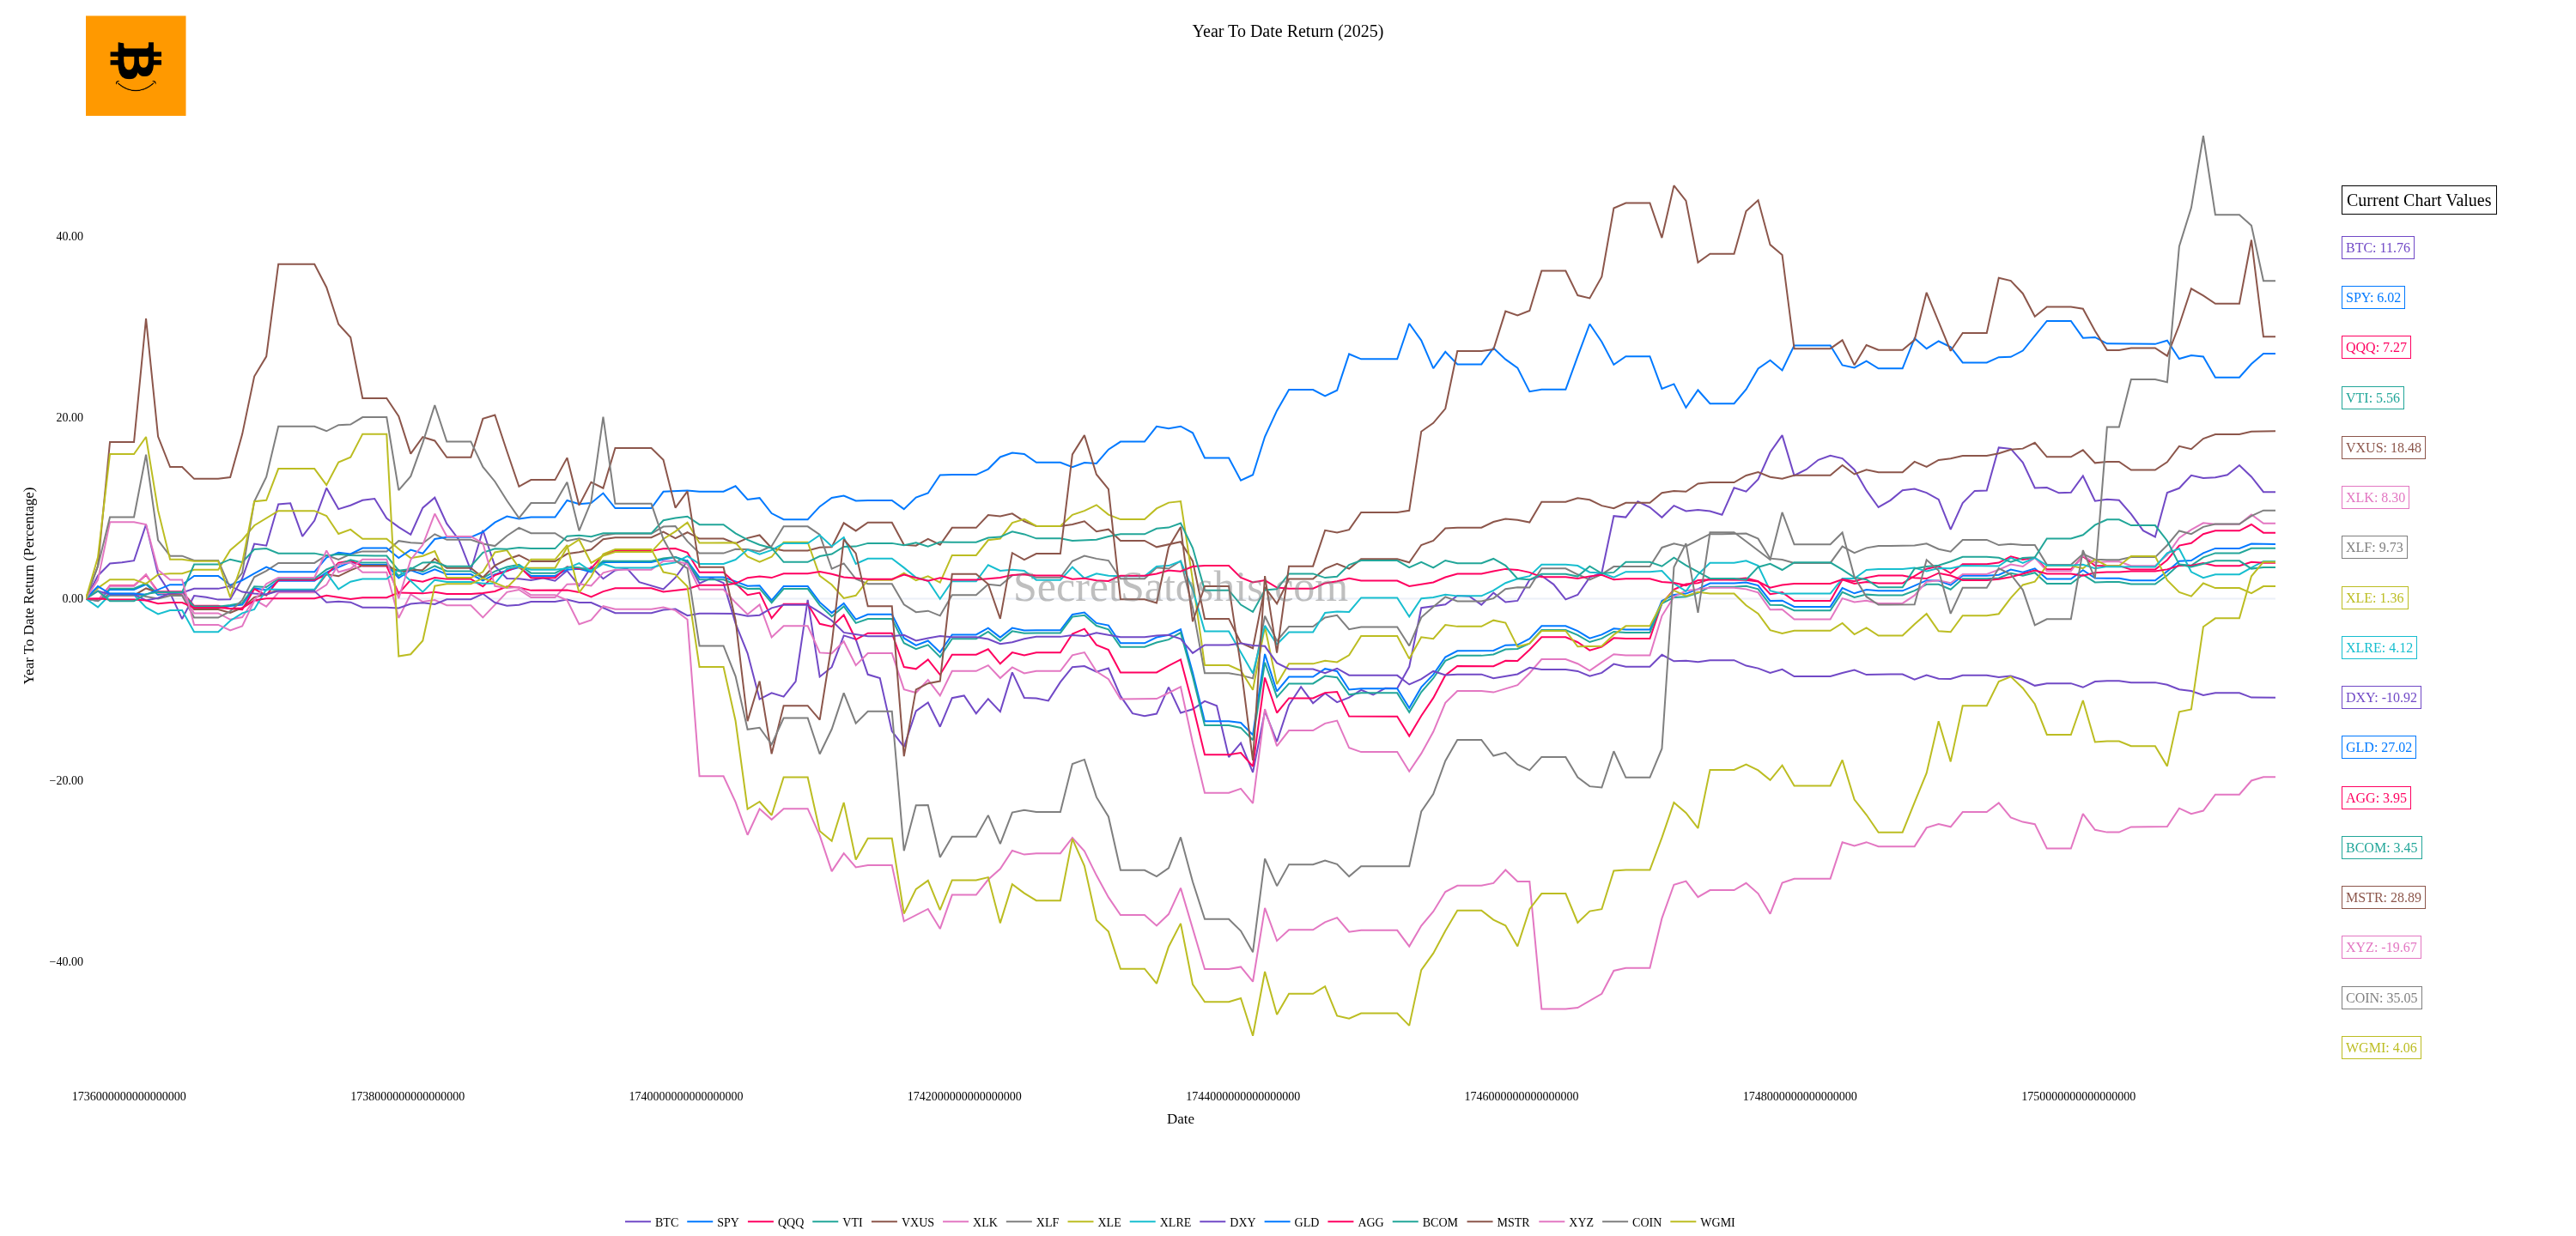 Year To Date Return (2025)
Current Chart Values
BTC: 11.76
SPY: 6.02
QQQ: 7.27
VTI: 5.56
VXUS: 18.48
XLK: 8.30
XLF: 9.73
XLE: 1.36
XLRE: 4.12
DXY: -10.92
GLD: 27.02
AGG: 3.95
BCOM: 3.45
MSTR: 28.89
XYZ: -19.67
COIN: 35.05
WGMI: 4.06
Year To Date Return (Percentage)
40.00
20.00
0.00
−20.00
−40.00
SecretSatoshis.com
1736000000000000000 1738000000000000000 1740000000000000000 1742000000000000000 1744000000000000000 1746000000000000000 1748000000000000000 1750000000000000000
Date
BTC SPY QQQ VTI VXUS XLK XLF XLE XLRE DXY GLD AGG BCOM MSTR XYZ COIN WGMI